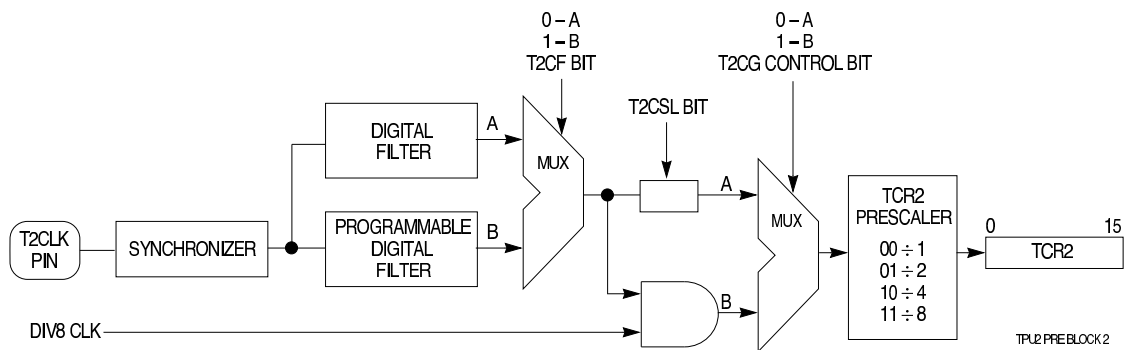 0 – A
1 – B
T2CF BIT
0 – A
1 – B
T2CG CONTROL BIT
T2CSL BIT
DIGITAL
FILTER
A
MUX
A
MUX
TCR2
PRESCALER
00 ÷ 1
01 ÷ 2
10 ÷ 4
11 ÷ 8
0 15
TCR2
T2CLK
PIN
SYNCHRONIZER
PROGRAMMABLE
DIGITAL
FILTER
B
B
DIV8 CLK
TPU2 PRE BLOCK 2